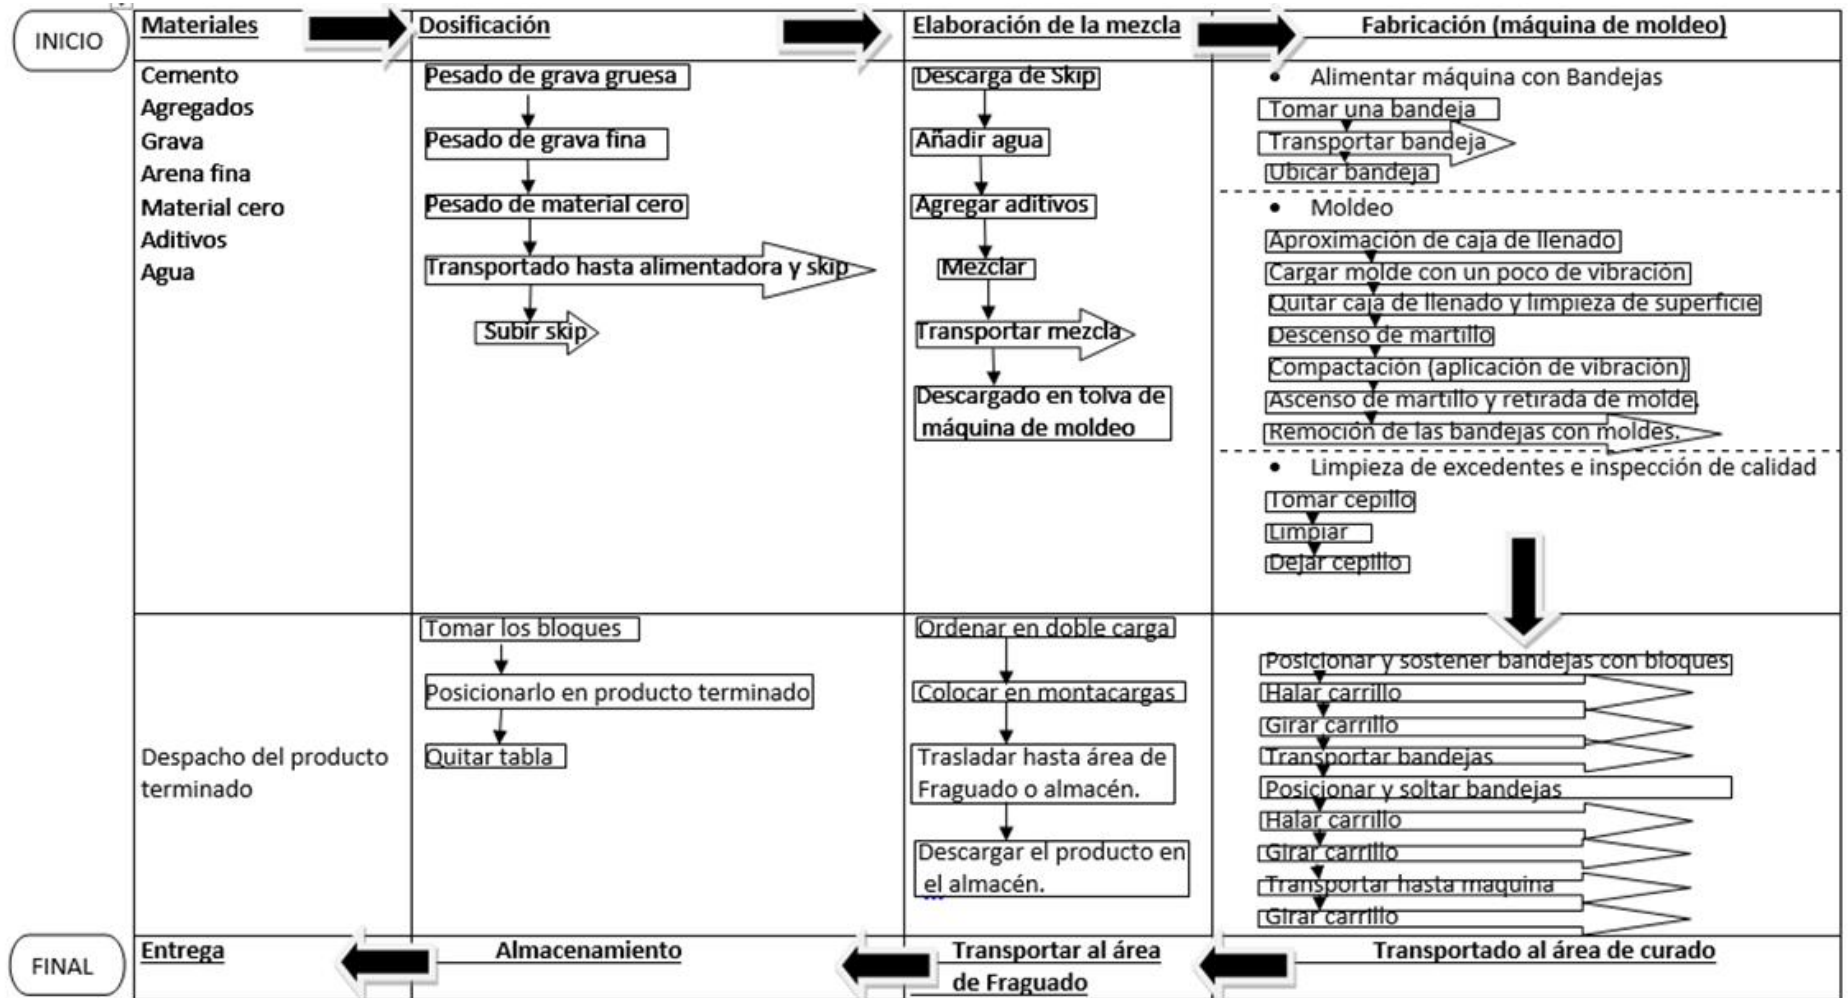 INICIO
Materiales
Dosificación
Elaboración de la mezcla
Fabricación (máquina de moldeo)
Cemento
Agregados
Grava
Arena fina
Material cero
Aditivos
Agua
Pesado de grava gruesa
Pesado de grava fina
Pesado de material cero
Transportado hasta alimentadora y skip
Subir skip
Descarga de Skip
Añadir agua
Agregar aditivos
Mezclar
Transportar mezcla
Descargado en tolva de
máquina de moldeo
• Alimentar máquina con Bandejas
Tomar una bandeja
Transportar bandeja
Ubicar bandeja
• Moldeo
Aproximación de caja de llenado
Cargar molde con un poco de vibración
Quitar caja de llenado y limpieza de superficie
Descenso de martillo
Compactación (aplicación de vibración)
Ascenso de martillo y retirada de molde.
Remoción de las bandejas con moldes.
• Limpieza de excedentes e inspección de calidad
Tomar cepillo
Limpiar
Dejar cepillo
Posicionar y sostener bandejas con bloques
Halar carrillo
Girar carrillo
Transportar bandejas
Posicionar y soltar bandejas
Halar carrillo
Girar carrillo
Transportar hasta maquina
Girar carrillo
Transportado al área de curado
Ordenar en doble carga
Colocar en montacargas
Trasladar hasta área de
Fraguado o almacén.
Descargar el producto en
el almacén.
Transportar al área
de Fraguado
Tomar los bloques
Posicionarlo en producto terminado
Quitar tabla
Almacenamiento
Despacho del producto
terminado
Entrega
FINAL